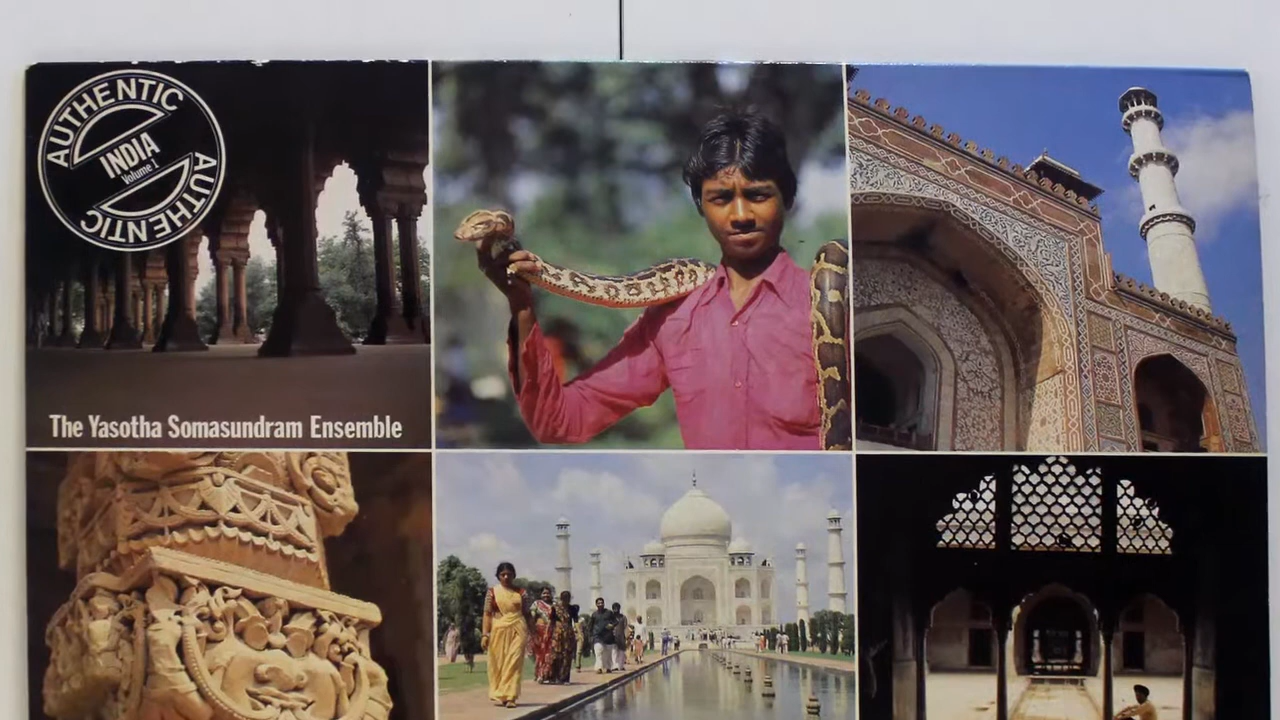 AUTHENTIC
INDIA
Volume 1
AUTHENTIC
The Yasotha Somasundram Ensemble